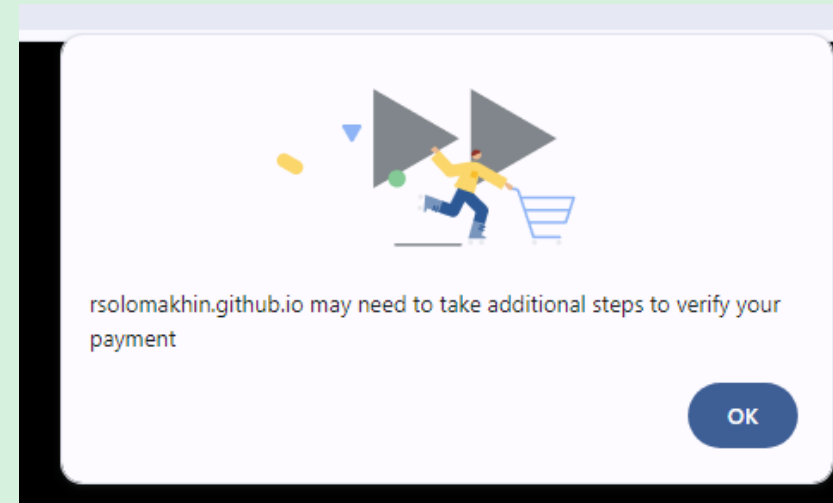 rsolomakhin.github.io may need to take additional steps to verify your
payment
OK